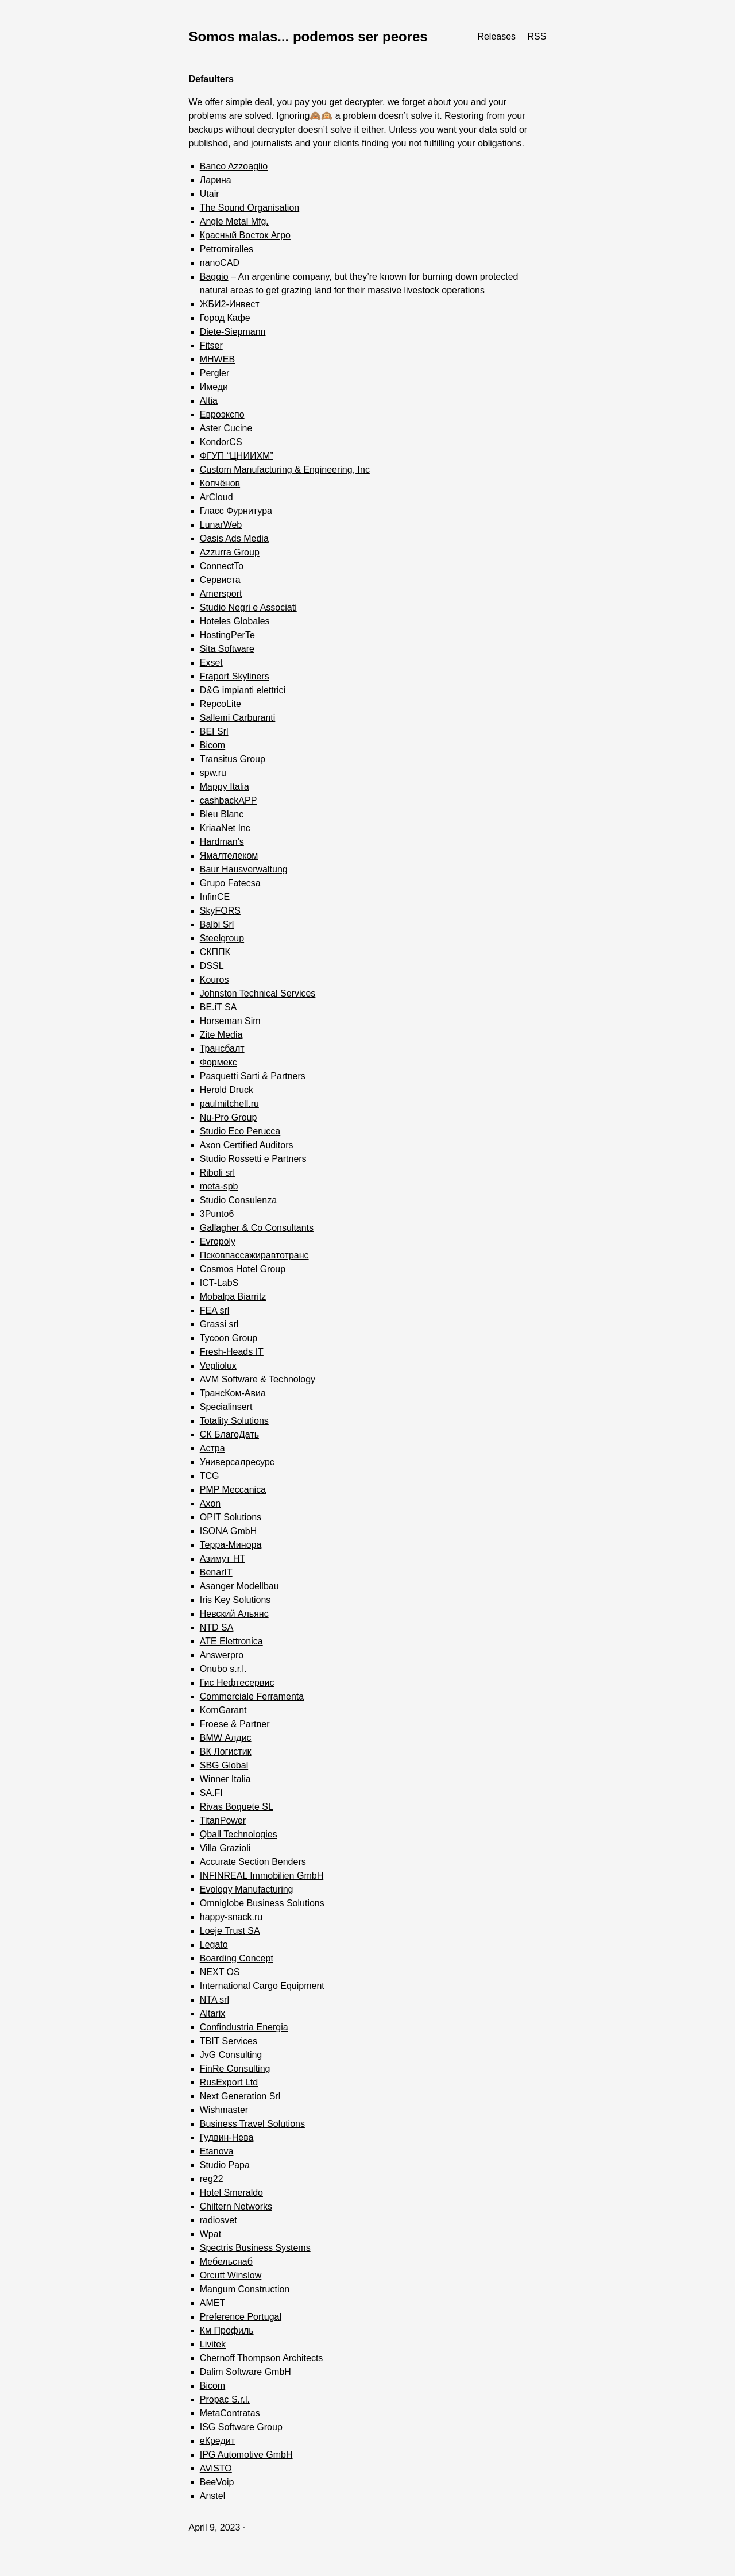 Somos malas... podemos ser peores
Releases RSS
Defaulters
We offer simple deal, you pay you get decrypter, we forget about you and your
problems are solved. Ignoring🙈🙉 a problem doesn’t solve it. Restoring from your
backups without decrypter doesn’t solve it either. Unless you want your data sold or
published, and journalists and your clients finding you not fulfilling your obligations.
Banco Azzoaglio
Ларина
Utair
The Sound Organisation
Angle Metal Mfg.
Красный Восток Агро
Petromiralles
nanoCAD
Baggio – An argentine company, but they’re known for burning down protected
natural areas to get grazing land for their massive livestock operations
ЖБИ2-Инвест
Город Кафе
Diete-Siepmann
Fitser
MHWEB
Pergler
Имеди
Altia
Евроэкспо
Aster Cucine
KondorCS
ФГУП “ЦНИИХМ”
Custom Manufacturing & Engineering, Inc
Копчёнов
ArCloud
Гласс Фурнитура
LunarWeb
Oasis Ads Media
Azzurra Group
ConnectTo
Сервиста
Amersport
Studio Negri e Associati
Hoteles Globales
HostingPerTe
Sita Software
Exset
Fraport Skyliners
D&G impianti elettrici
RepcoLite
Sallemi Carburanti
BEI Srl
Bicom
Transitus Group
spw.ru
Mappy Italia
cashbackAPP
Bleu Blanc
KriaaNet Inc
Hardman’s
Ямалтелеком
Baur Hausverwaltung
Grupo Fatecsa
InfinCE
SkyFORS
Balbi Srl
Steelgroup
СКППК
DSSL
Kouros
Johnston Technical Services
BE.iT SA
Horseman Sim
Zite Media
Трансбалт
Формекс
Pasquetti Sarti & Partners
Herold Druck
paulmitchell.ru
Nu-Pro Group
Studio Eco Perucca
Axon Certified Auditors
Studio Rossetti e Partners
Riboli srl
meta-spb
Studio Consulenza
3Punto6
Gallagher & Co Consultants
Evropoly
Псковпассажиравтотранс
Cosmos Hotel Group
ICT-LabS
Mobalpa Biarritz
FEA srl
Grassi srl
Tycoon Group
Fresh-Heads IT
Vegliolux
AVM Software & Technology
ТрансКом-Авиа
Specialinsert
Totality Solutions
СК БлагоДать
Астра
Универсалресурс
TCG
PMP Meccanica
Axon
OPIT Solutions
ISONA GmbH
Терра-Минора
Азимут НТ
BenarIT
Asanger Modellbau
Iris Key Solutions
Невский Альянс
NTD SA
ATE Elettronica
Answerpro
Onubo s.r.l.
Гис Нефтесервис
Commerciale Ferramenta
KomGarant
Froese & Partner
BMW Алдис
ВК Логистик
SBG Global
Winner Italia
SA.FI
Rivas Boquete SL
TitanPower
Qball Technologies
Villa Grazioli
Accurate Section Benders
INFINREAL Immobilien GmbH
Evology Manufacturing
Omniglobe Business Solutions
happy-snack.ru
Loeje Trust SA
Legato
Boarding Concept
NEXT OS
International Cargo Equipment
NTA srl
Altarix
Confindustria Energia
TBIT Services
JvG Consulting
FinRe Consulting
RusExport Ltd
Next Generation Srl
Wishmaster
Business Travel Solutions
Гудвин-Нева
Etanova
Studio Papa
reg22
Hotel Smeraldo
Chiltern Networks
radiosvet
Wpat
Spectris Business Systems
Мебельснаб
Orcutt Winslow
Mangum Construction
AMET
Preference Portugal
Км Профиль
Livitek
Chernoff Thompson Architects
Dalim Software GmbH
Bicom
Propac S.r.l.
MetaContratas
ISG Software Group
еКредит
IPG Automotive GmbH
AViSTO
BeeVoip
Anstel
April 9, 2023 ·